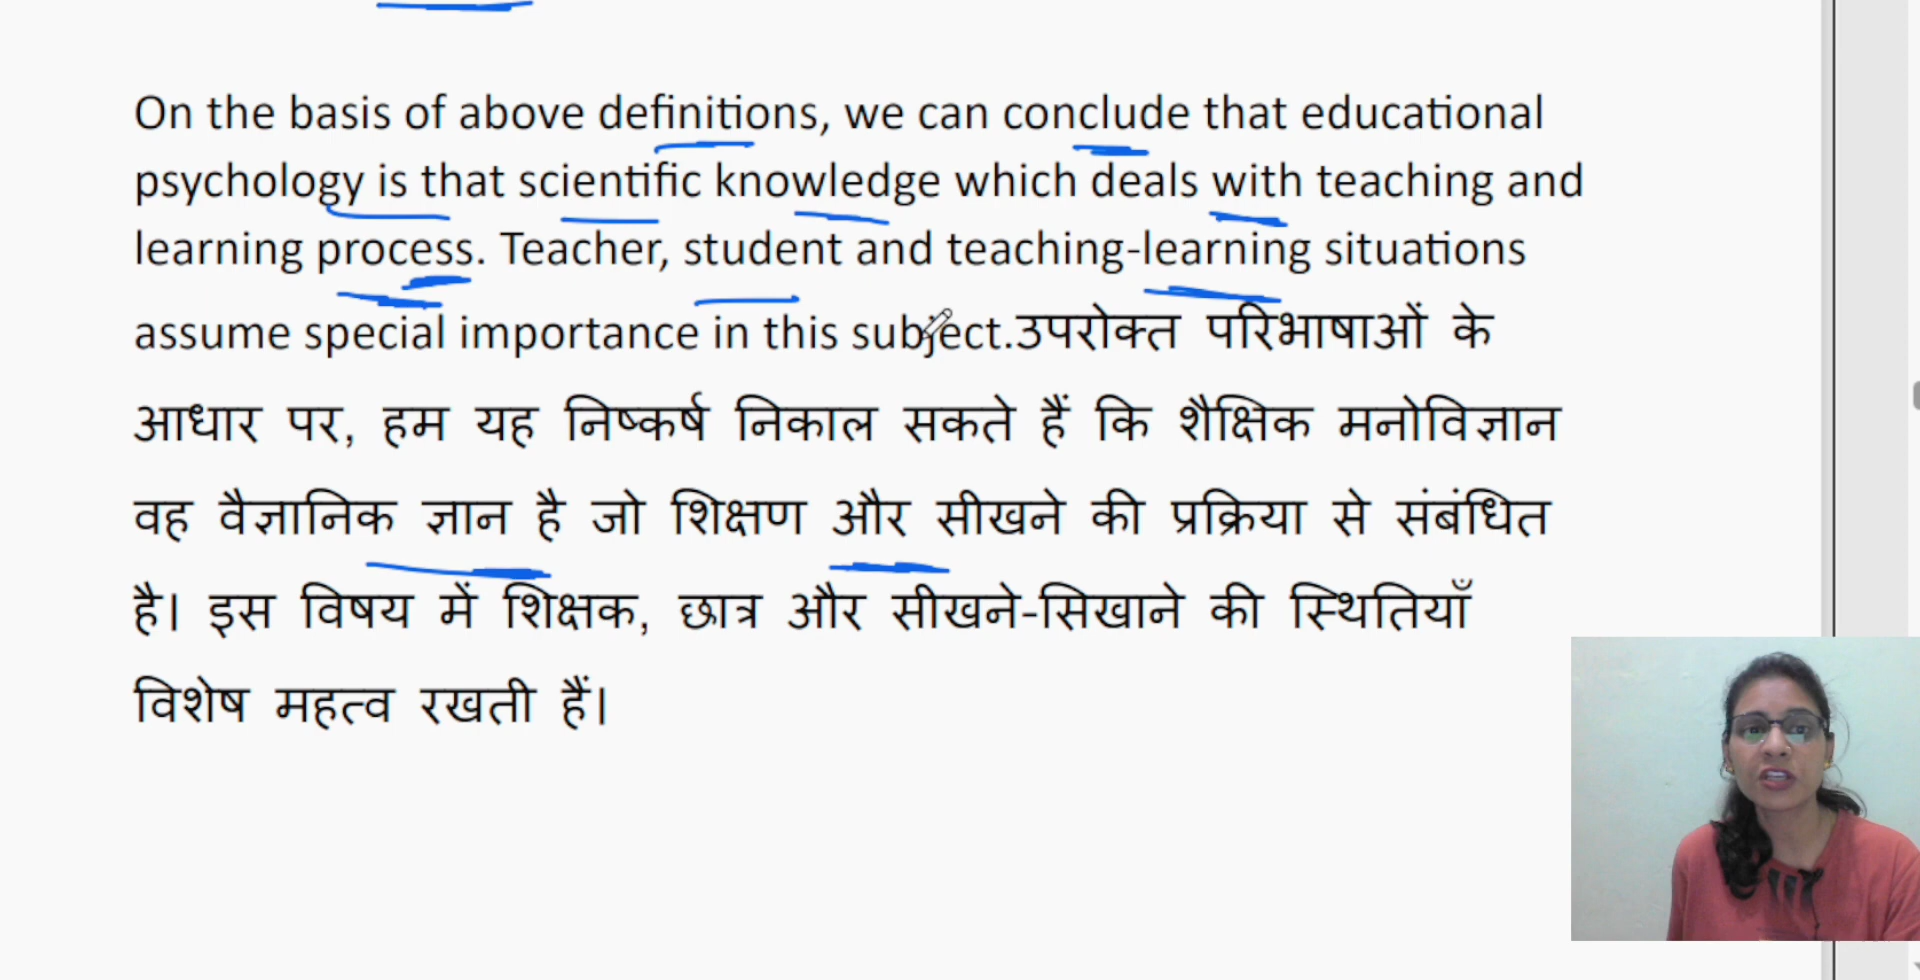 On the basis of above definitions, we can conclude that educational
psychology is that scientific knowledge which deals with teaching and
learning process. Teacher, student and teaching-learning situations
assume special importance in this subject.उपरोक्त परिभाषाओं के
आधार पर, हम यह निष्कर्ष निकाल सकते हैं कि शैक्षिक मनोविज्ञान
वह वैज्ञानिक ज्ञान है जो शिक्षण और सीखने की प्रक्रिया से संबंधित
है। इस विषय में शिक्षक, छात्र और सीखने-सिखाने की स्थितियाँ
विशेष महत्व रखती हैं।